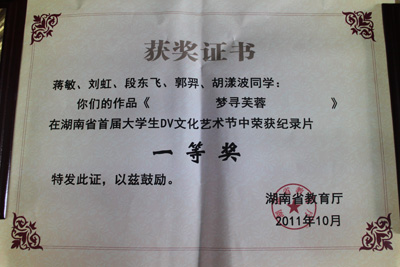 获奖证书
蒋敏、刘虹、段东飞、郭羿、胡漾波同学：
你们的作品《 梦寻芙蓉 》
在湖南省首届大学生DV文化艺术节中荣获纪录片
一等奖
特发此证，以兹鼓励。
湖南省教育厅
2011年10月